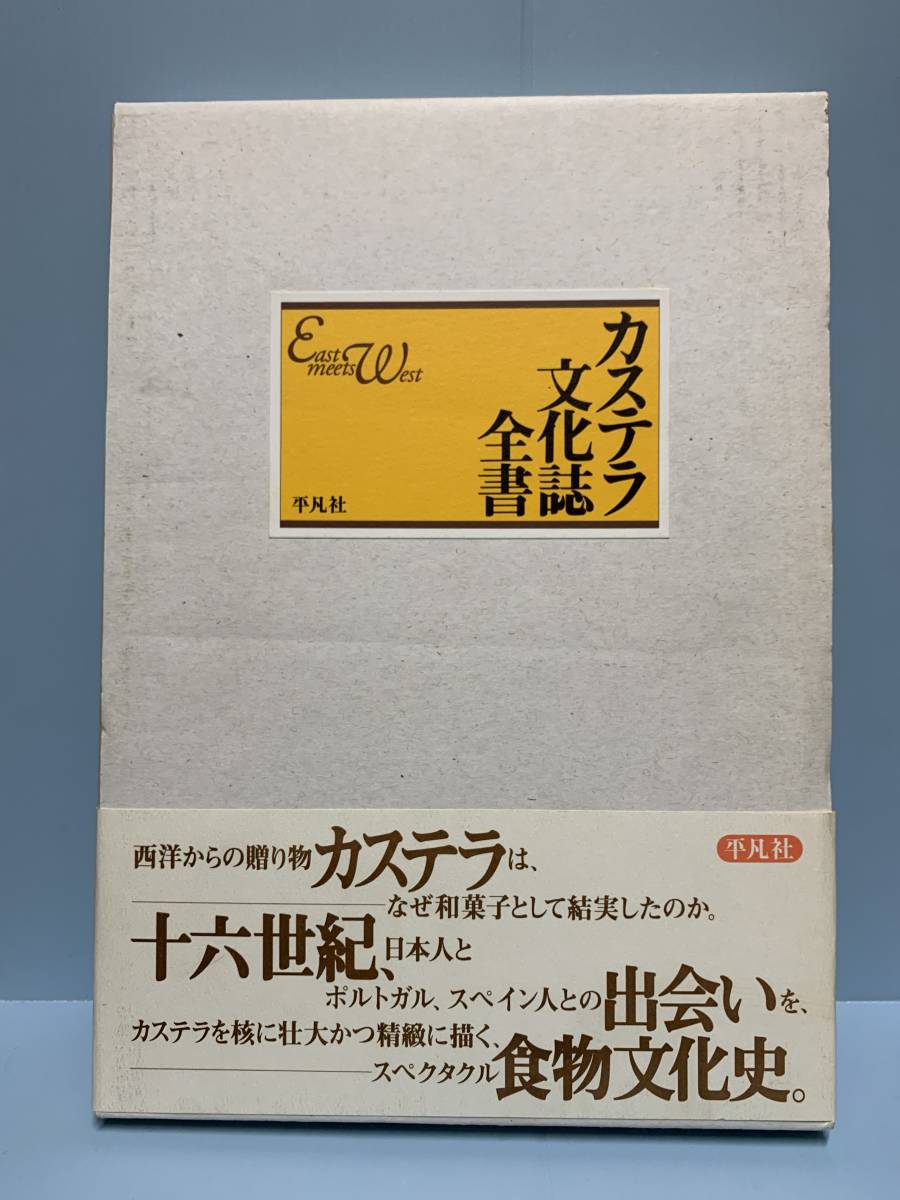 カステラ
文化誌
全書
East
meets West
平凡社
平凡社
西洋からの贈り物カステラは、
なぜ和菓子として結実したのか。
十六世紀、日本人と
ポルトガル、スペイン人との出会いを、
カステラを核に壮大かつ精緻に描く、
スペクタクル食物文化史。